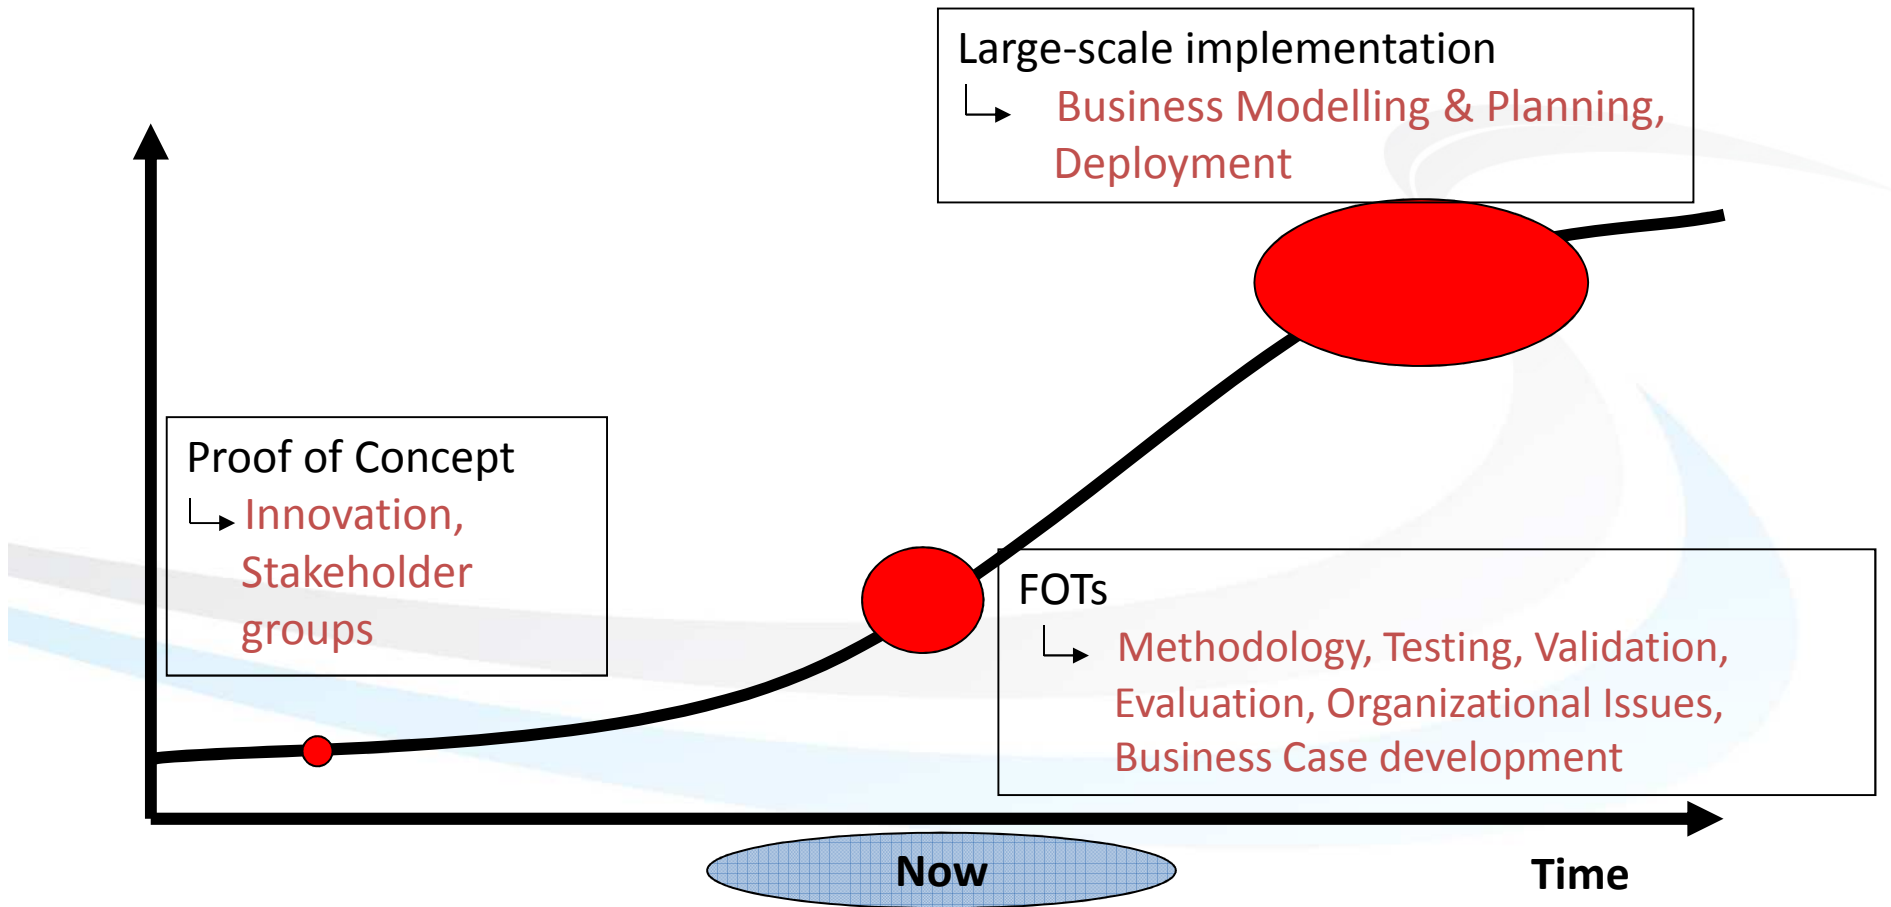 Large-scale implementation
Business Modelling & Planning,
Deployment
Proof of Concept
Innovation,
Stakeholder
groups
FOTs
Methodology, Testing, Validation,
Evaluation, Organizational Issues,
Business Case development
Now
Time